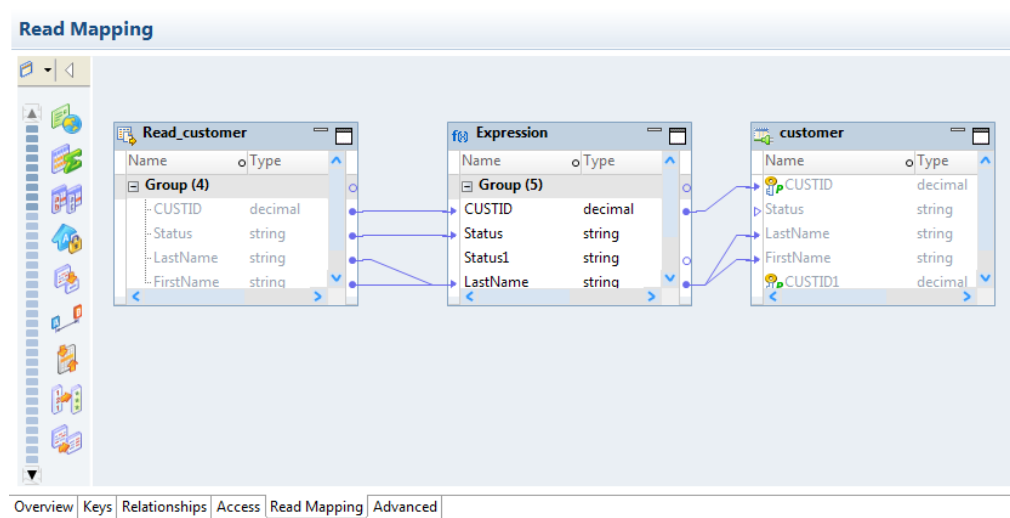 Read Mapping
Read_customer
Name Type
Group (4)
CUSTID decimal
Status string
LastName string
FirstName string
f(x) Expression
Name Type
Group (5)
CUSTID decimal
Status string
Status1 string
LastName string
customer
Name Type
CUSTID decimal
Status string
LastName string
FirstName string
CUSTID1 decimal
Overview Keys Relationships Access Read Mapping Advanced